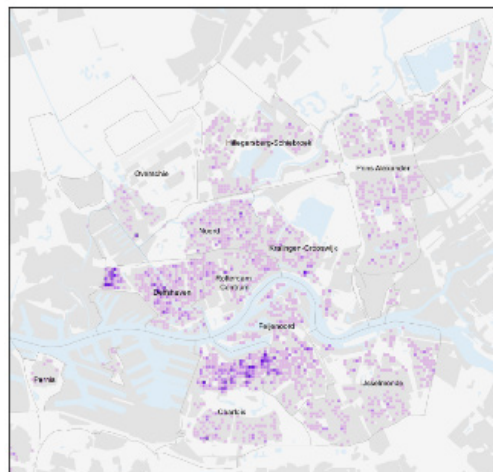 Hillegersberg-Schiebroek
Prins Alexander
Overschie
Noord
Kralingen-Crooswijk
Rotterdam
Centrum
Delfshaven
Feijenoord
Pernis
IJsselmonde
Charlois